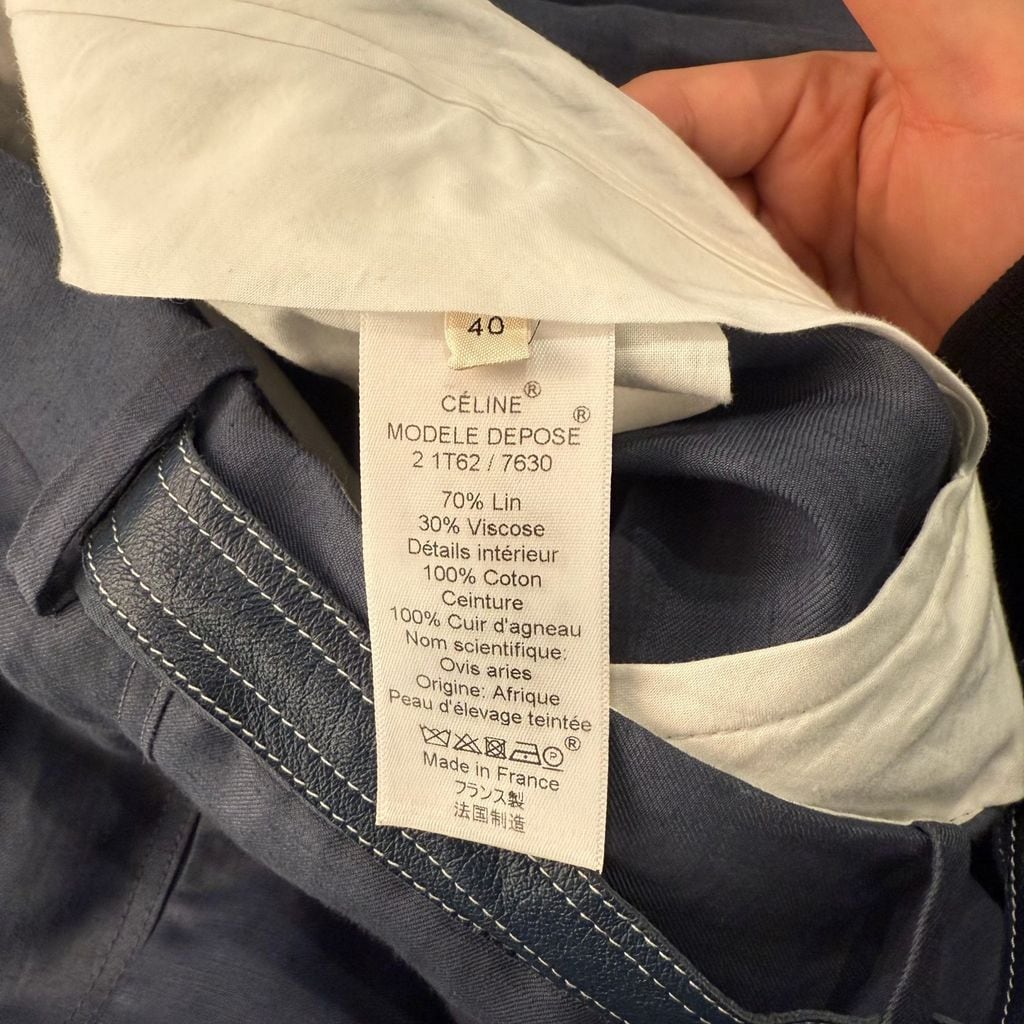 40
CÉLINE®
MODELE DEPOSE®
2 1T62 / 7630
70% Lin
30% Viscose
Détails intérieur
100% Coton
Ceinture
100% Cuir d'agneau
Nom scientifique:
Ovis aries
Origine: Afrique
Peau d'élevage teintée
P ®
Made in France
フランス製
法国制造